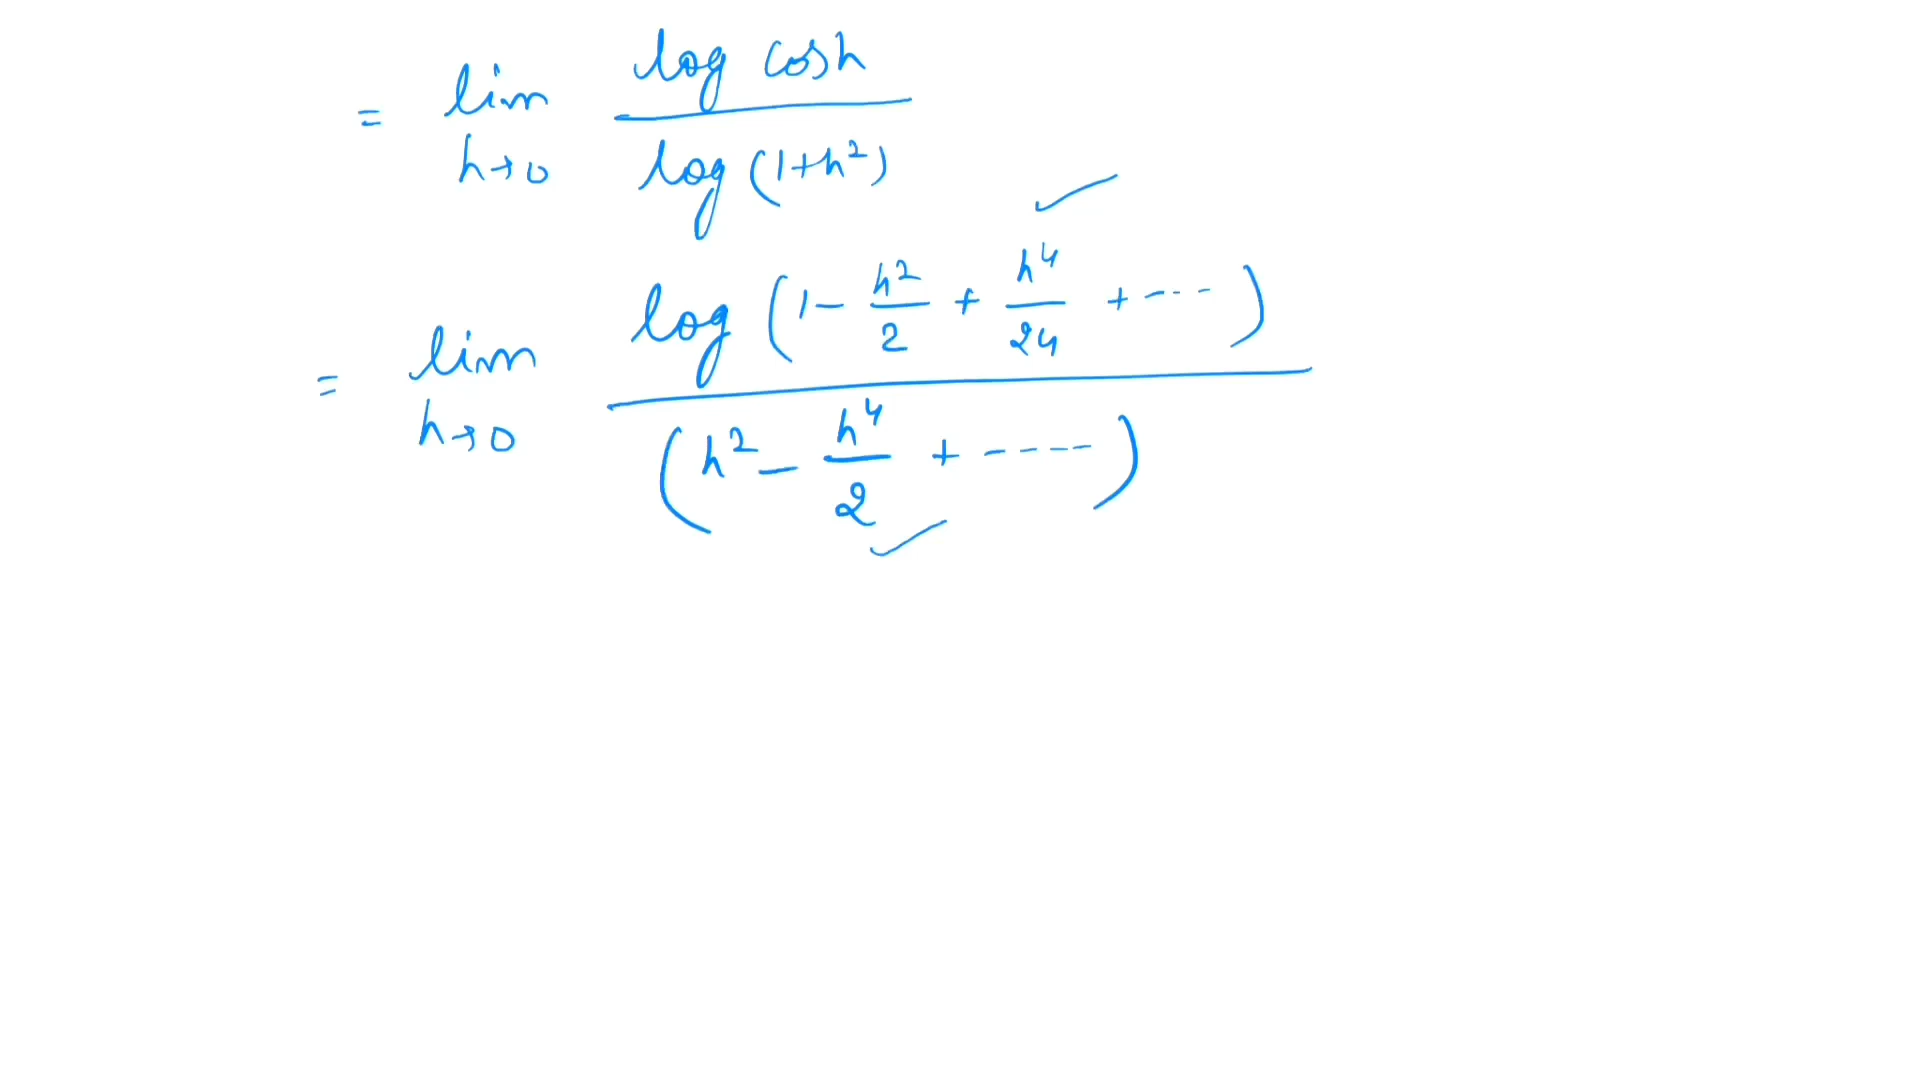 = lim h→0 log cosh / log (1+h²)
= lim h→0 log (1 - h²/2 + h⁴/24 + ----) / (h² - h⁴/2 + -----)